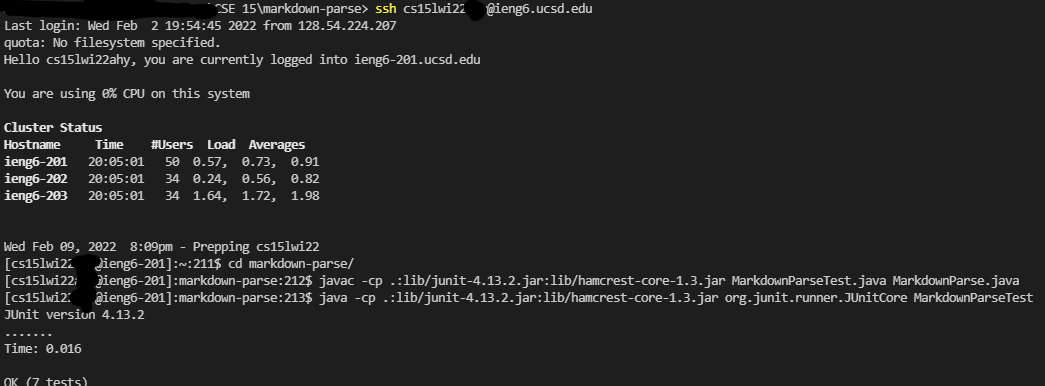 CSE 15\markdown-parse> ssh cs15lwi22 @ieng6.ucsd.edu
Last login: Wed Feb  2 19:54:45 2022 from 128.54.224.207
quota: No filesystem specified.
Hello cs15lwi22ahy, you are currently logged into ieng6-201.ucsd.edu
You are using 0% CPU on this system
Cluster Status
Hostname     Time    #Users  Load  Averages
ieng6-201   20:05:01   50  0.57,  0.73,  0.91
ieng6-202   20:05:01   34  0.24,  0.56,  0.82
ieng6-203   20:05:01   34  1.64,  1.72,  1.98
Wed Feb 09, 2022  8:09pm - Prepping cs15lwi22
[cs15lwi22 @ieng6-201]:~:211$ cd markdown-parse/
[cs15lwi22 @ieng6-201]:markdown-parse:212$ javac -cp .:lib/junit-4.13.2.jar:lib/hamcrest-core-1.3.jar MarkdownParseTest.java MarkdownParse.java
[cs15lwi22 @ieng6-201]:markdown-parse:213$ java -cp .:lib/junit-4.13.2.jar:lib/hamcrest-core-1.3.jar org.junit.runner.JUnitCore MarkdownParseTest
JUnit version 4.13.2
.......
Time: 0.016
OK (7 tests)